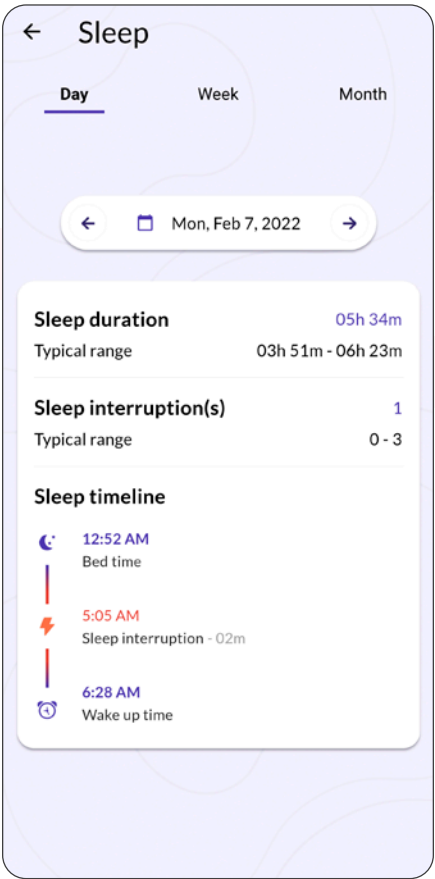 Sleep
Day Week Month
Mon, Feb 7, 2022
Sleep duration 05h 34m
Typical range 03h 51m - 06h 23m
Sleep interruption(s) 1
Typical range 0 - 3
Sleep timeline
12:52 AM
Bed time
5:05 AM
Sleep interruption - 02m
6:28 AM
Wake up time